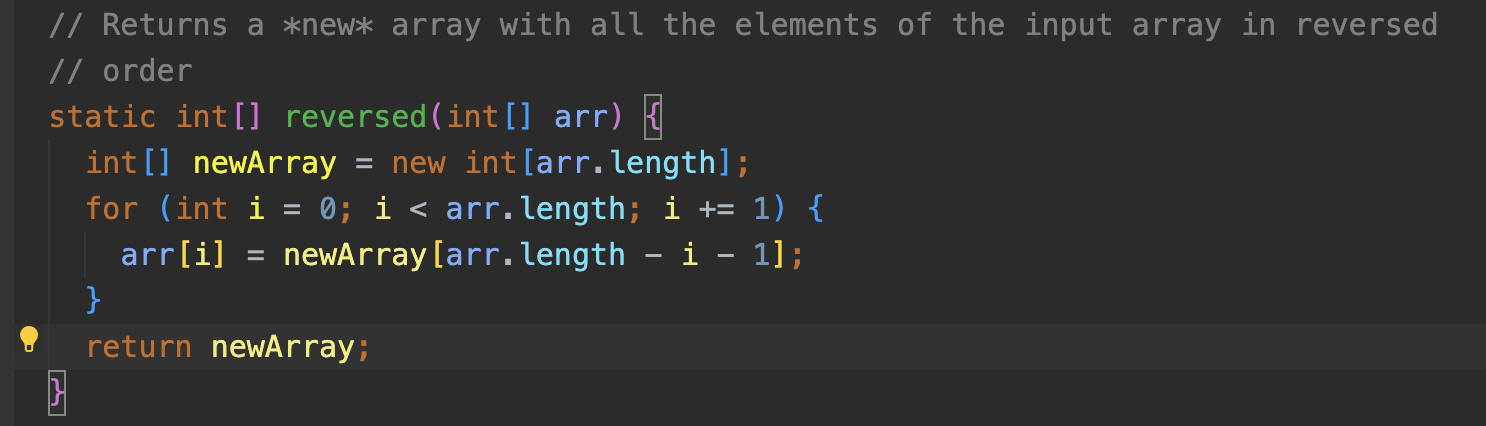 // Returns a *new* array with all the elements of the input array in reversed
// order
static int[] reversed(int[] arr) {
int[] newArray = new int[arr.length];
for (int i = 0; i < arr.length; i += 1) {
arr[i] = newArray[arr.length - i - 1];
}
return newArray;
}